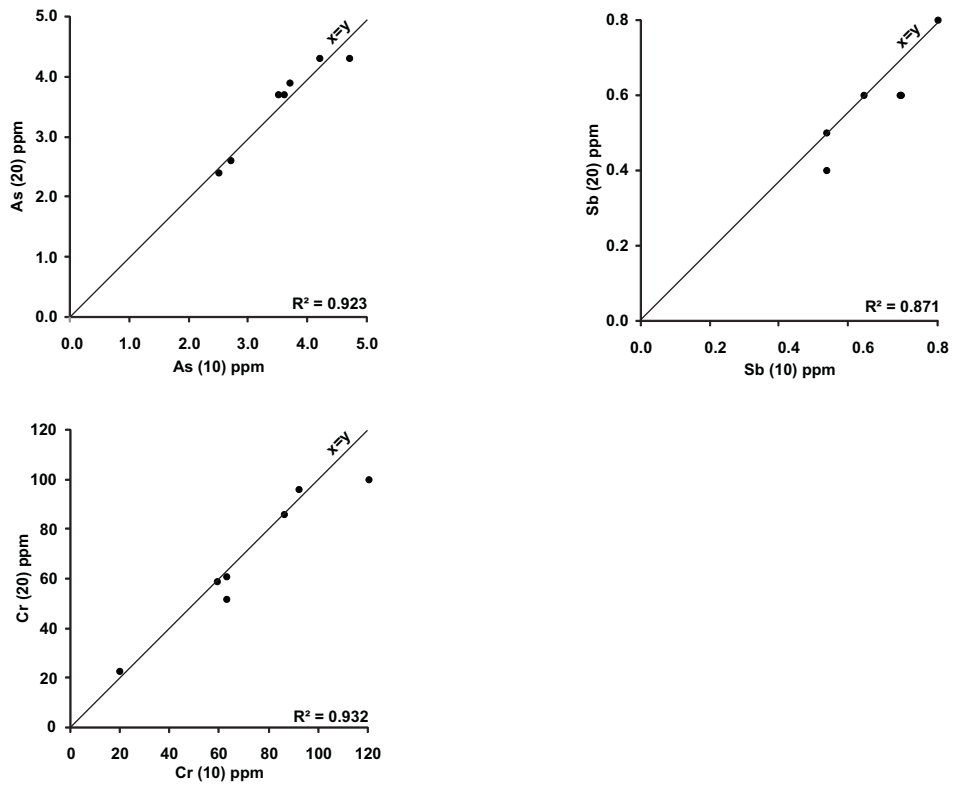 5.0
4.0
3.0
2.0
1.0
0.0
As (20) ppm
x=y
R² = 0.923
0.0 1.0 2.0 3.0 4.0 5.0
As (10) ppm
0.8
0.6
0.4
0.2
0.0
Sb (20) ppm
x=y
R² = 0.871
0.0 0.2 0.4 0.6 0.8
Sb (10) ppm
120
100
80
60
40
20
0
Cr (20) ppm
x=y
R² = 0.932
0 20 40 60 80 100 120
Cr (10) ppm